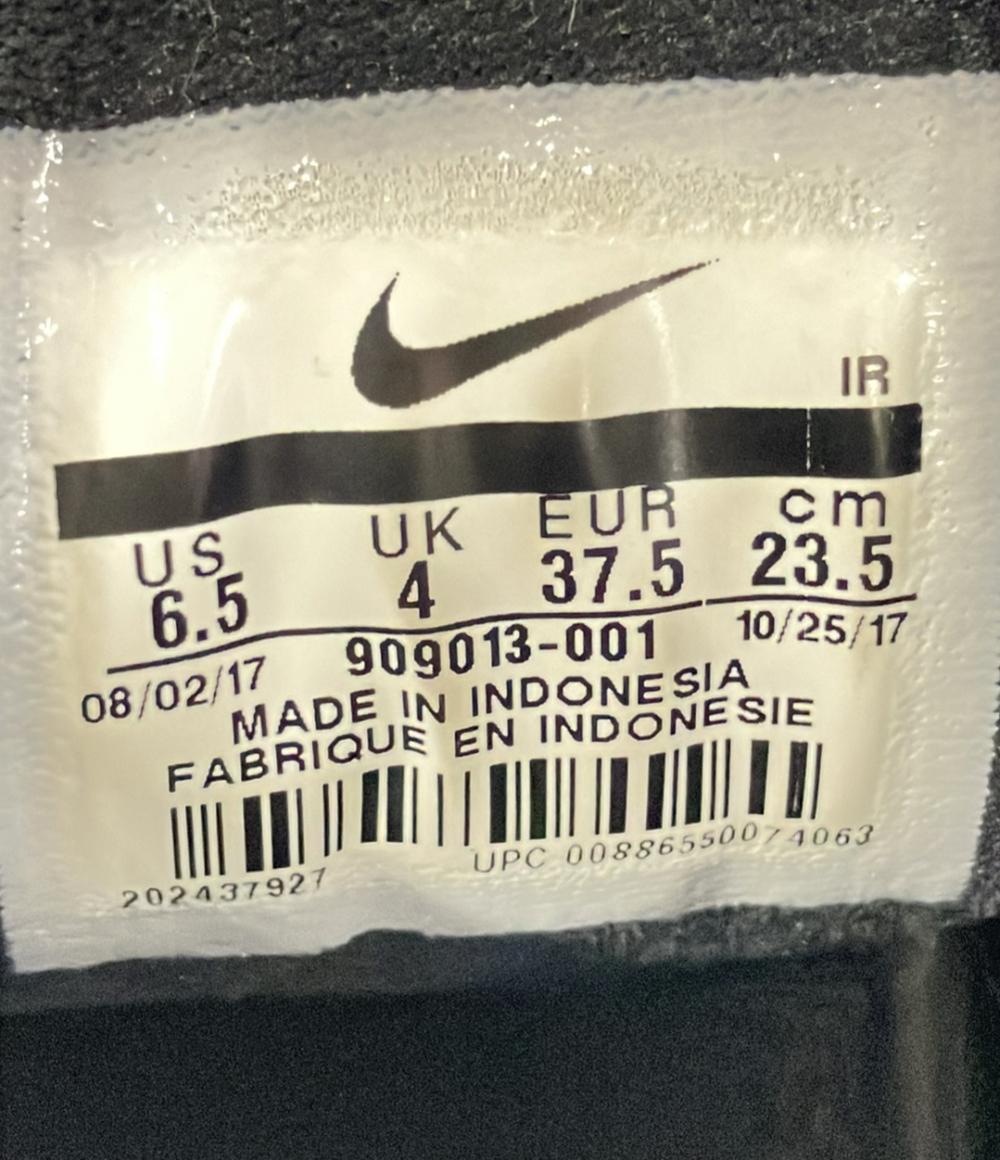 IR
US UK EUR cm
6.5 4 37.5 23.5
08/02/17 909013-001 10/25/17
MADE IN INDONESIA
FABRIQUE EN INDONESIE
202437927 UPC 00886550074063